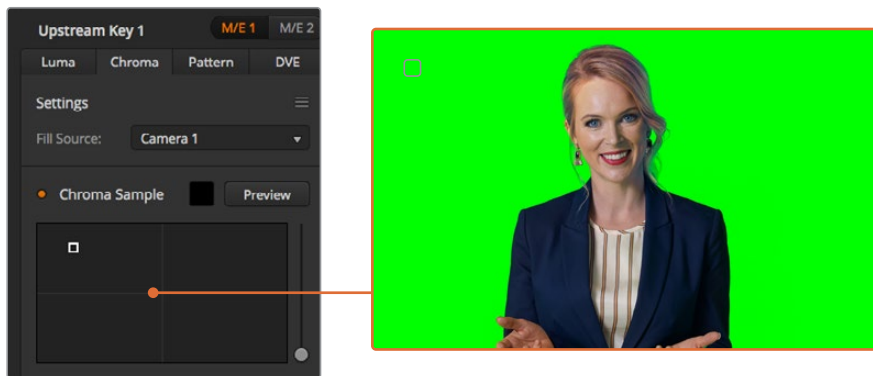 Upstream Key 1 M/E 1 M/E 2
Luma Chroma Pattern DVE
Settings
Fill Source: Camera 1
Chroma Sample Preview